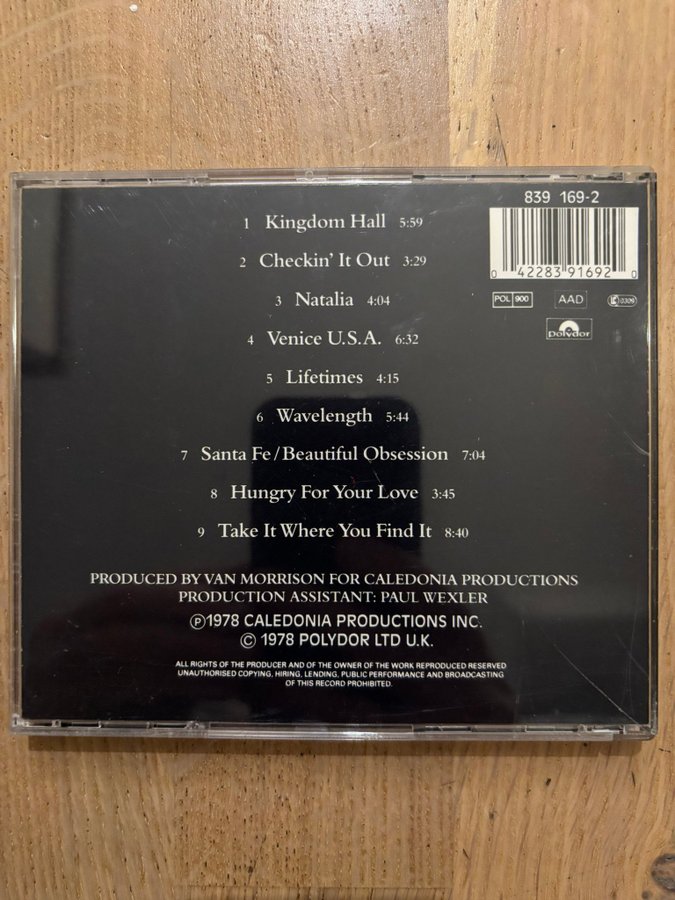 839 169-2
0 42283 91692 0
POL 900 AAD LC 0309
polydor
1 Kingdom Hall 5:59
2 Checkin' It Out 3:29
3 Natalia 4:04
4 Venice U.S.A. 6:32
5 Lifetimes 4:15
6 Wavelength 5:44
7 Santa Fe / Beautiful Obsession 7:04
8 Hungry For Your Love 3:45
9 Take It Where You Find It 8:40
PRODUCED BY VAN MORRISON FOR CALEDONIA PRODUCTIONS
PRODUCTION ASSISTANT: PAUL WEXLER
℗1978 CALEDONIA PRODUCTIONS INC.
© 1978 POLYDOR LTD U.K.
ALL RIGHTS OF THE PRODUCER AND OF THE OWNER OF THE WORK REPRODUCED RESERVED
UNAUTHORISED COPYING, HIRING, LENDING, PUBLIC PERFORMANCE AND BROADCASTING
OF THIS RECORD PROHIBITED.